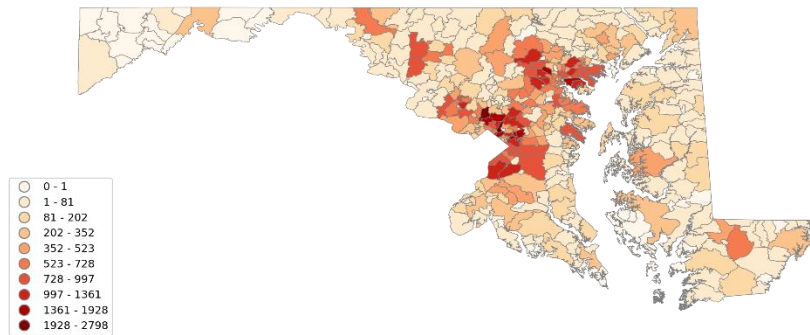 0 - 1
1 - 81
81 - 202
202 - 352
352 - 523
523 - 728
728 - 997
997 - 1361
1361 - 1928
1928 - 2798